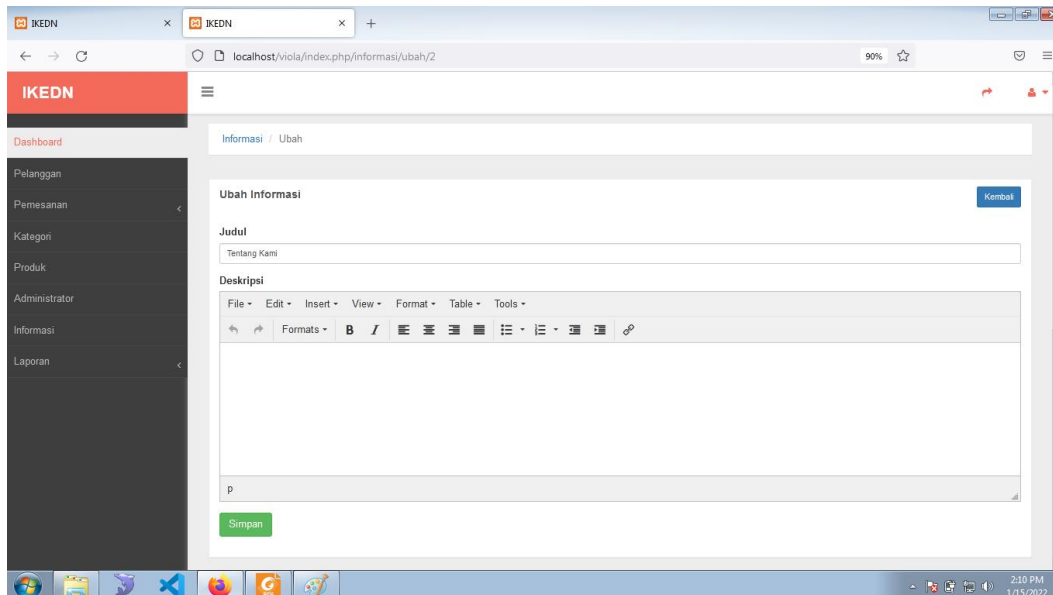 IKEDN
IKEDN
localhost/viola/index.php/informasi/ubah/2
90%
IKEDN
Dashboard
Pelanggan
Pemesanan
Kategori
Produk
Administrator
Informasi
Laporan
Informasi / Ubah
Ubah Informasi
Kembali
Judul
Tentang Kami
Deskripsi
File Edit Insert View Format Table Tools
Formats B I
p
Simpan
2:10 PM
1/15/2022